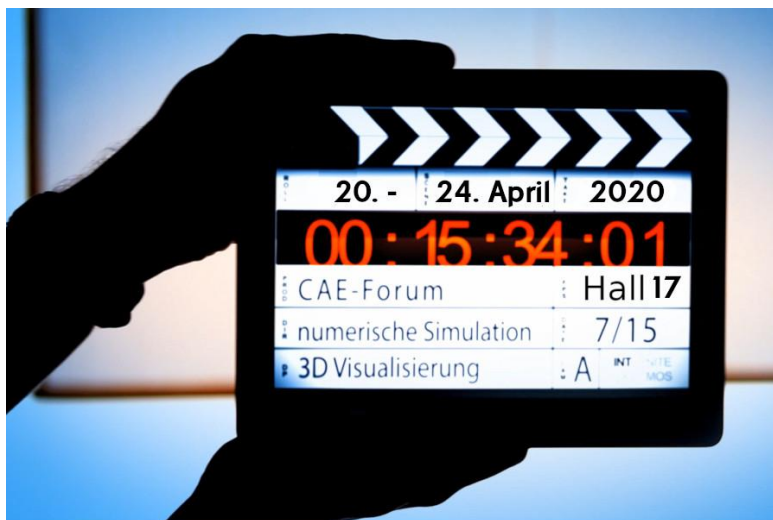 20. - 24. April 2020
00:15:34:01
CAE-Forum Hall 17
numerische Simulation 7/15
3D Visualisierung A INT
MOS